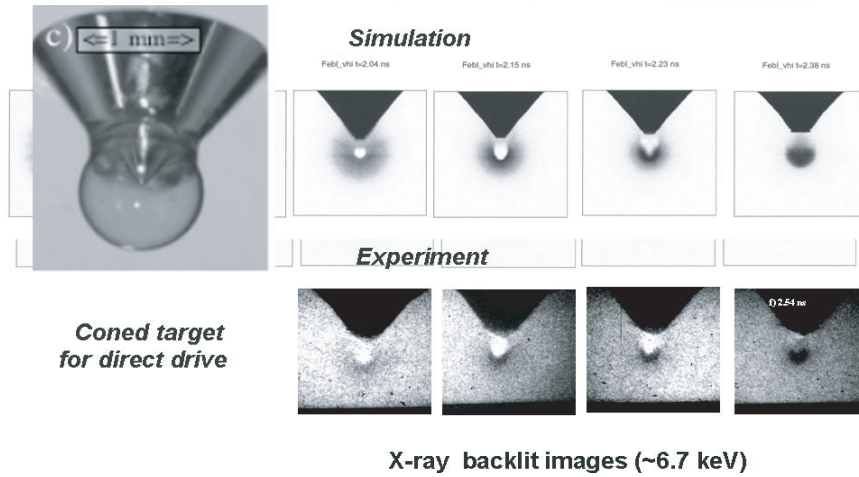 c) <=1 mm=>
Simulation
Febl_vhi t=2.04 ns
Febl_vhi t=2.15 ns
Febl_vhi t=2.23 ns
Febl_vhi t=2.38 ns
Experiment
f) 2.54 ns
Coned target
for direct drive
X-ray backlit images (~6.7 keV)